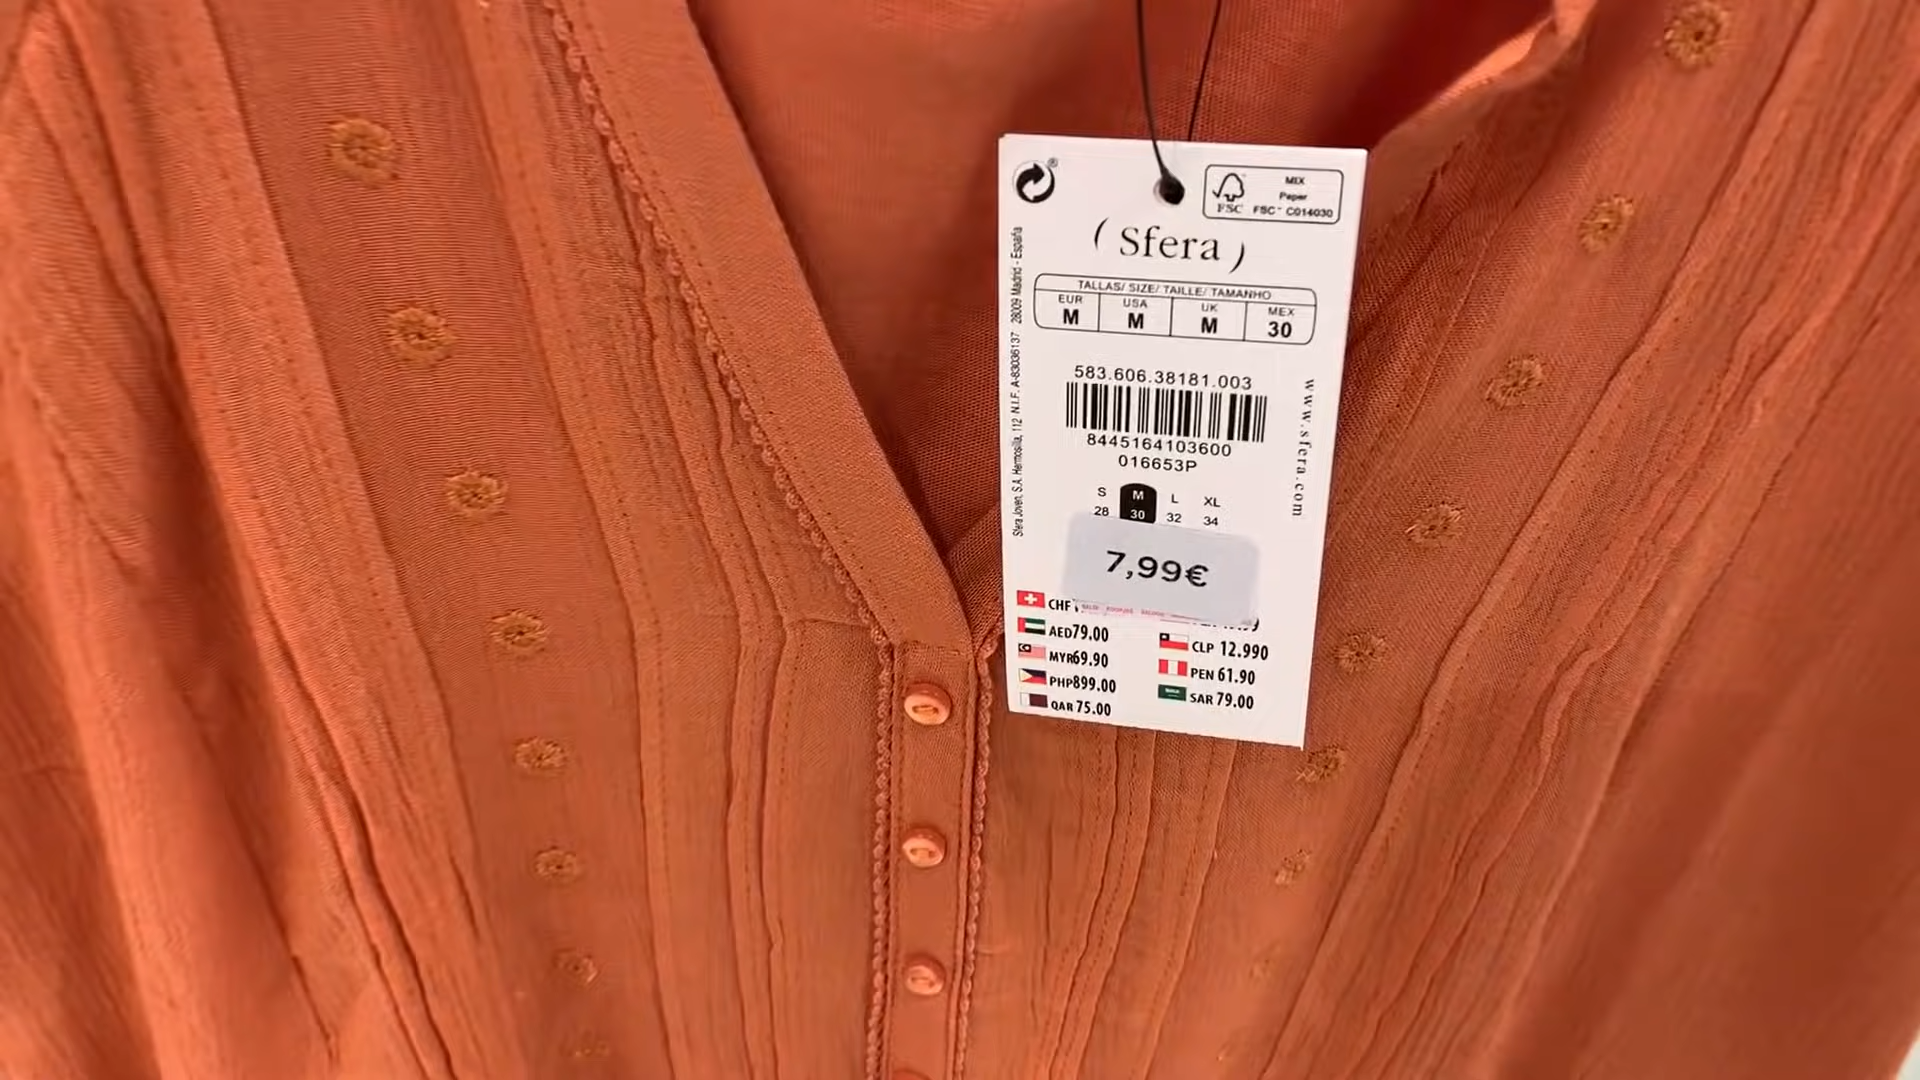 MIX
Paper
FSC FSC™ C014030
( Sfera )
TALLAS/ SIZE/ TAILLE/ TAMANHO
EUR USA UK MEX
M M M 30
583.606.38181.003
8445164103600
016653P
S M L XL
28 30 32 34
7,99€
CHF
AED79.00
MYR69.90
PHP899.00
QAR 75.00
CLP 12.990
PEN 61.90
SAR 79.00
Sfera Joven, S.A. Hermosilla, 112 N.I.F. A-83036137 28009 Madrid - España
www.sfera.com